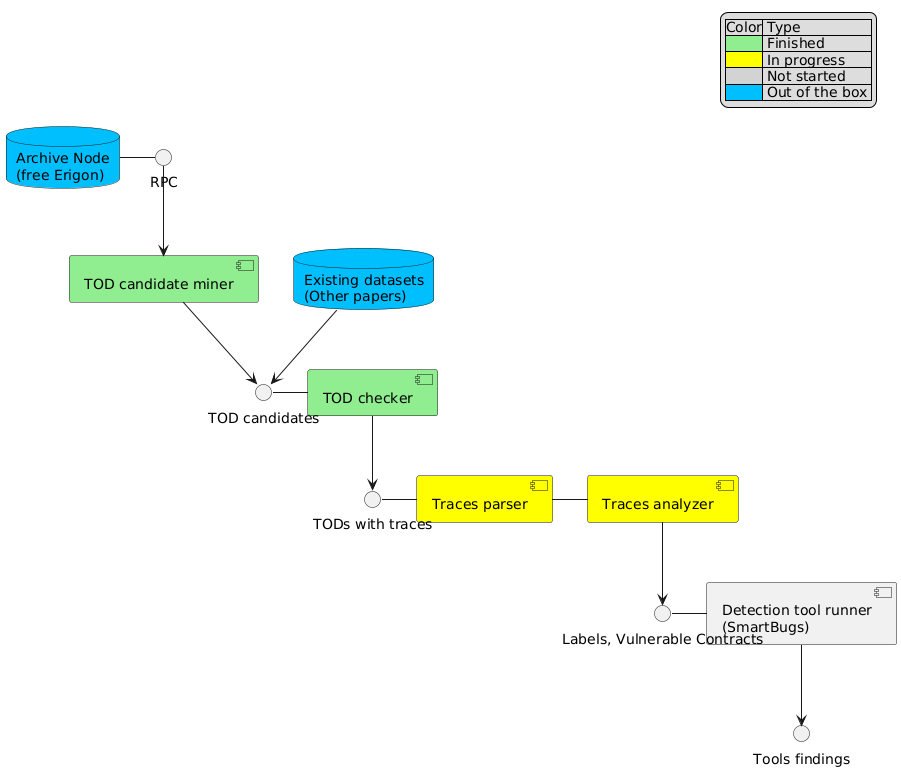 Color Type
Finished
In progress
Not started
Out of the box
Archive Node
(free Erigon)
RPC
TOD candidate miner
Existing datasets
(Other papers)
TOD checker
TOD candidates
Traces parser
Traces analyzer
TODs with traces
Detection tool runner
(SmartBugs)
Labels, Vulnerable Contracts
Tools findings